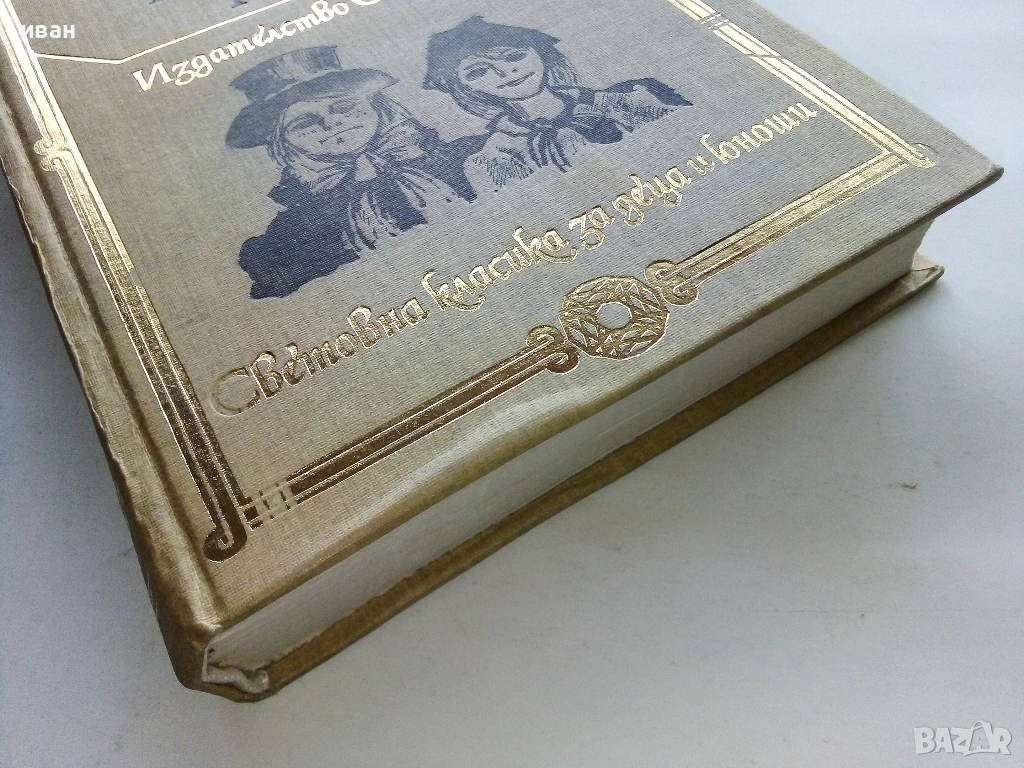 иван
Издателство
Световна класика за деца и юноши
BAZAR